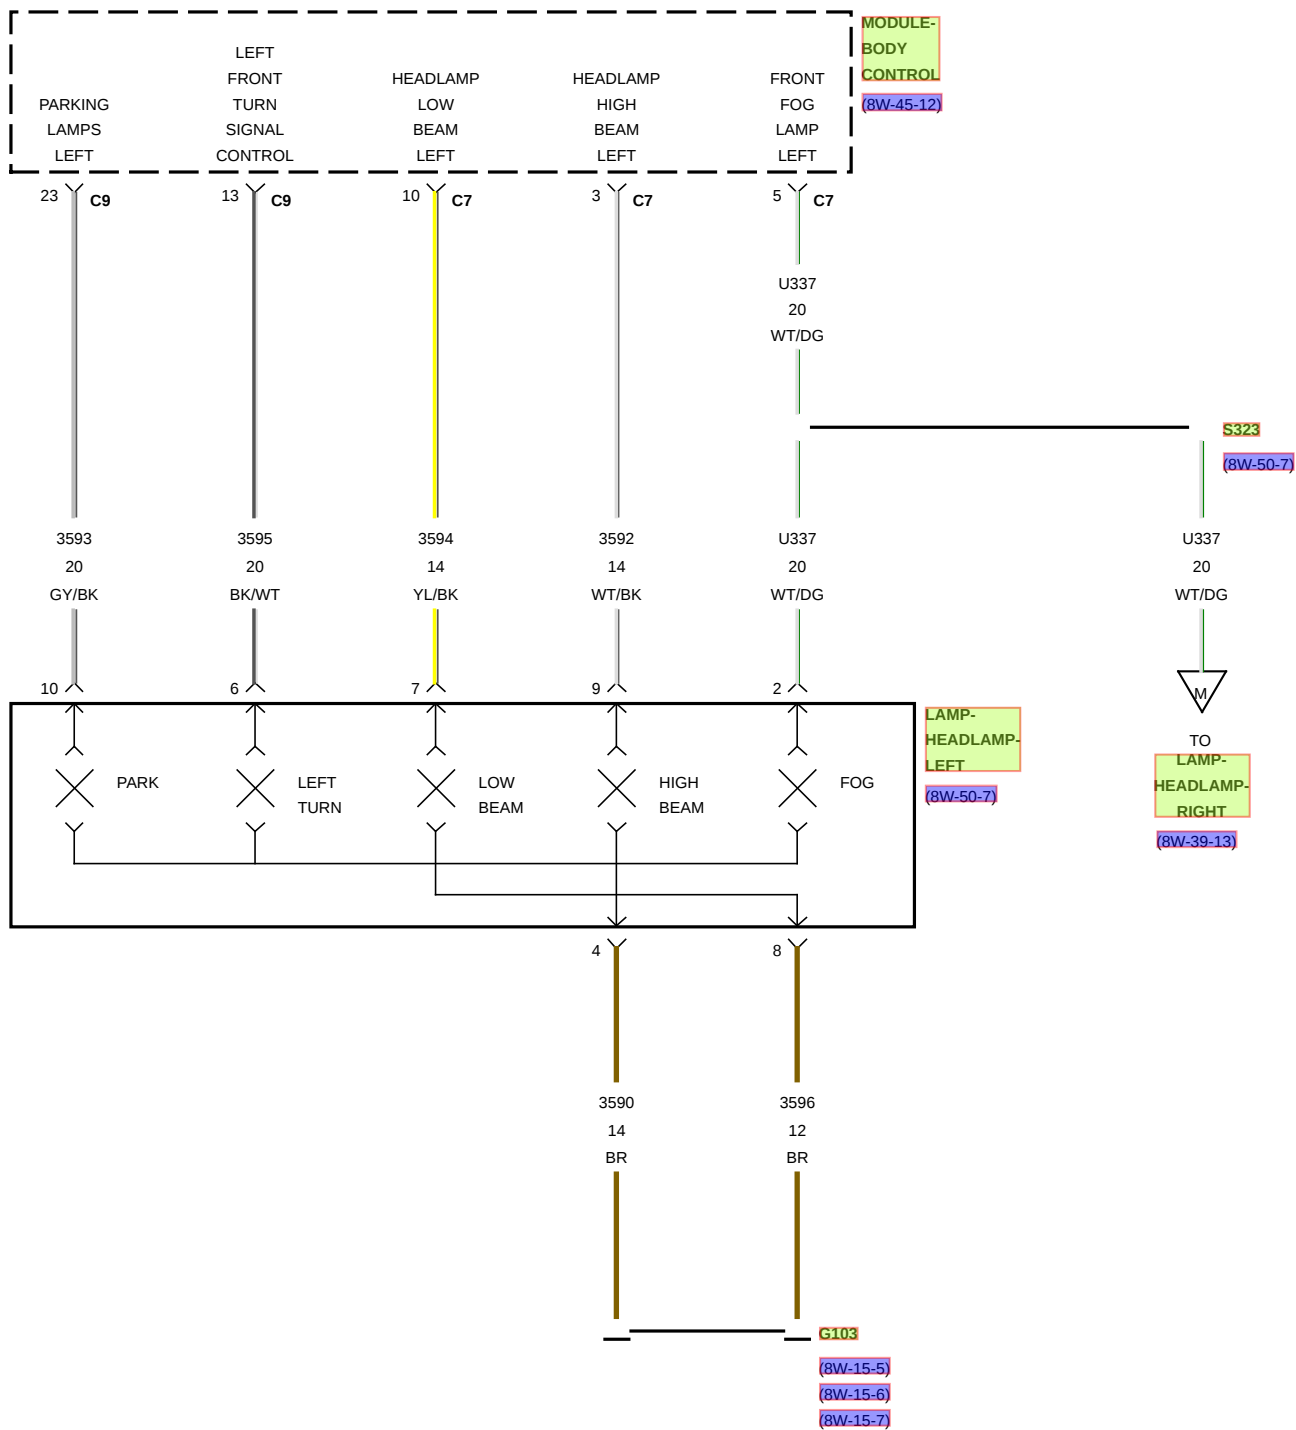 MODULE-
BODY
CONTROL
(8W-45-12)
PARKING
LAMPS
LEFT
LEFT
FRONT
TURN
SIGNAL
CONTROL
HEADLAMP
LOW
BEAM
LEFT
HEADLAMP
HIGH
BEAM
LEFT
FRONT
FOG
LAMP
LEFT
23 C9
13 C9
10 C7
3 C7
5 C7
U337
20
WT/DG
S323
(8W-50-7)
3593
20
GY/BK
3595
20
BK/WT
3594
14
YL/BK
3592
14
WT/BK
U337
20
WT/DG
U337
20
WT/DG
10
6
7
9
2
M
TO
LAMP-
HEADLAMP-
RIGHT
(8W-39-13)
LAMP-
HEADLAMP-
LEFT
(8W-50-7)
PARK
LEFT
TURN
LOW
BEAM
HIGH
BEAM
FOG
4
8
3590
14
BR
3596
12
BR
G103
(8W-15-5)
(8W-15-6)
(8W-15-7)